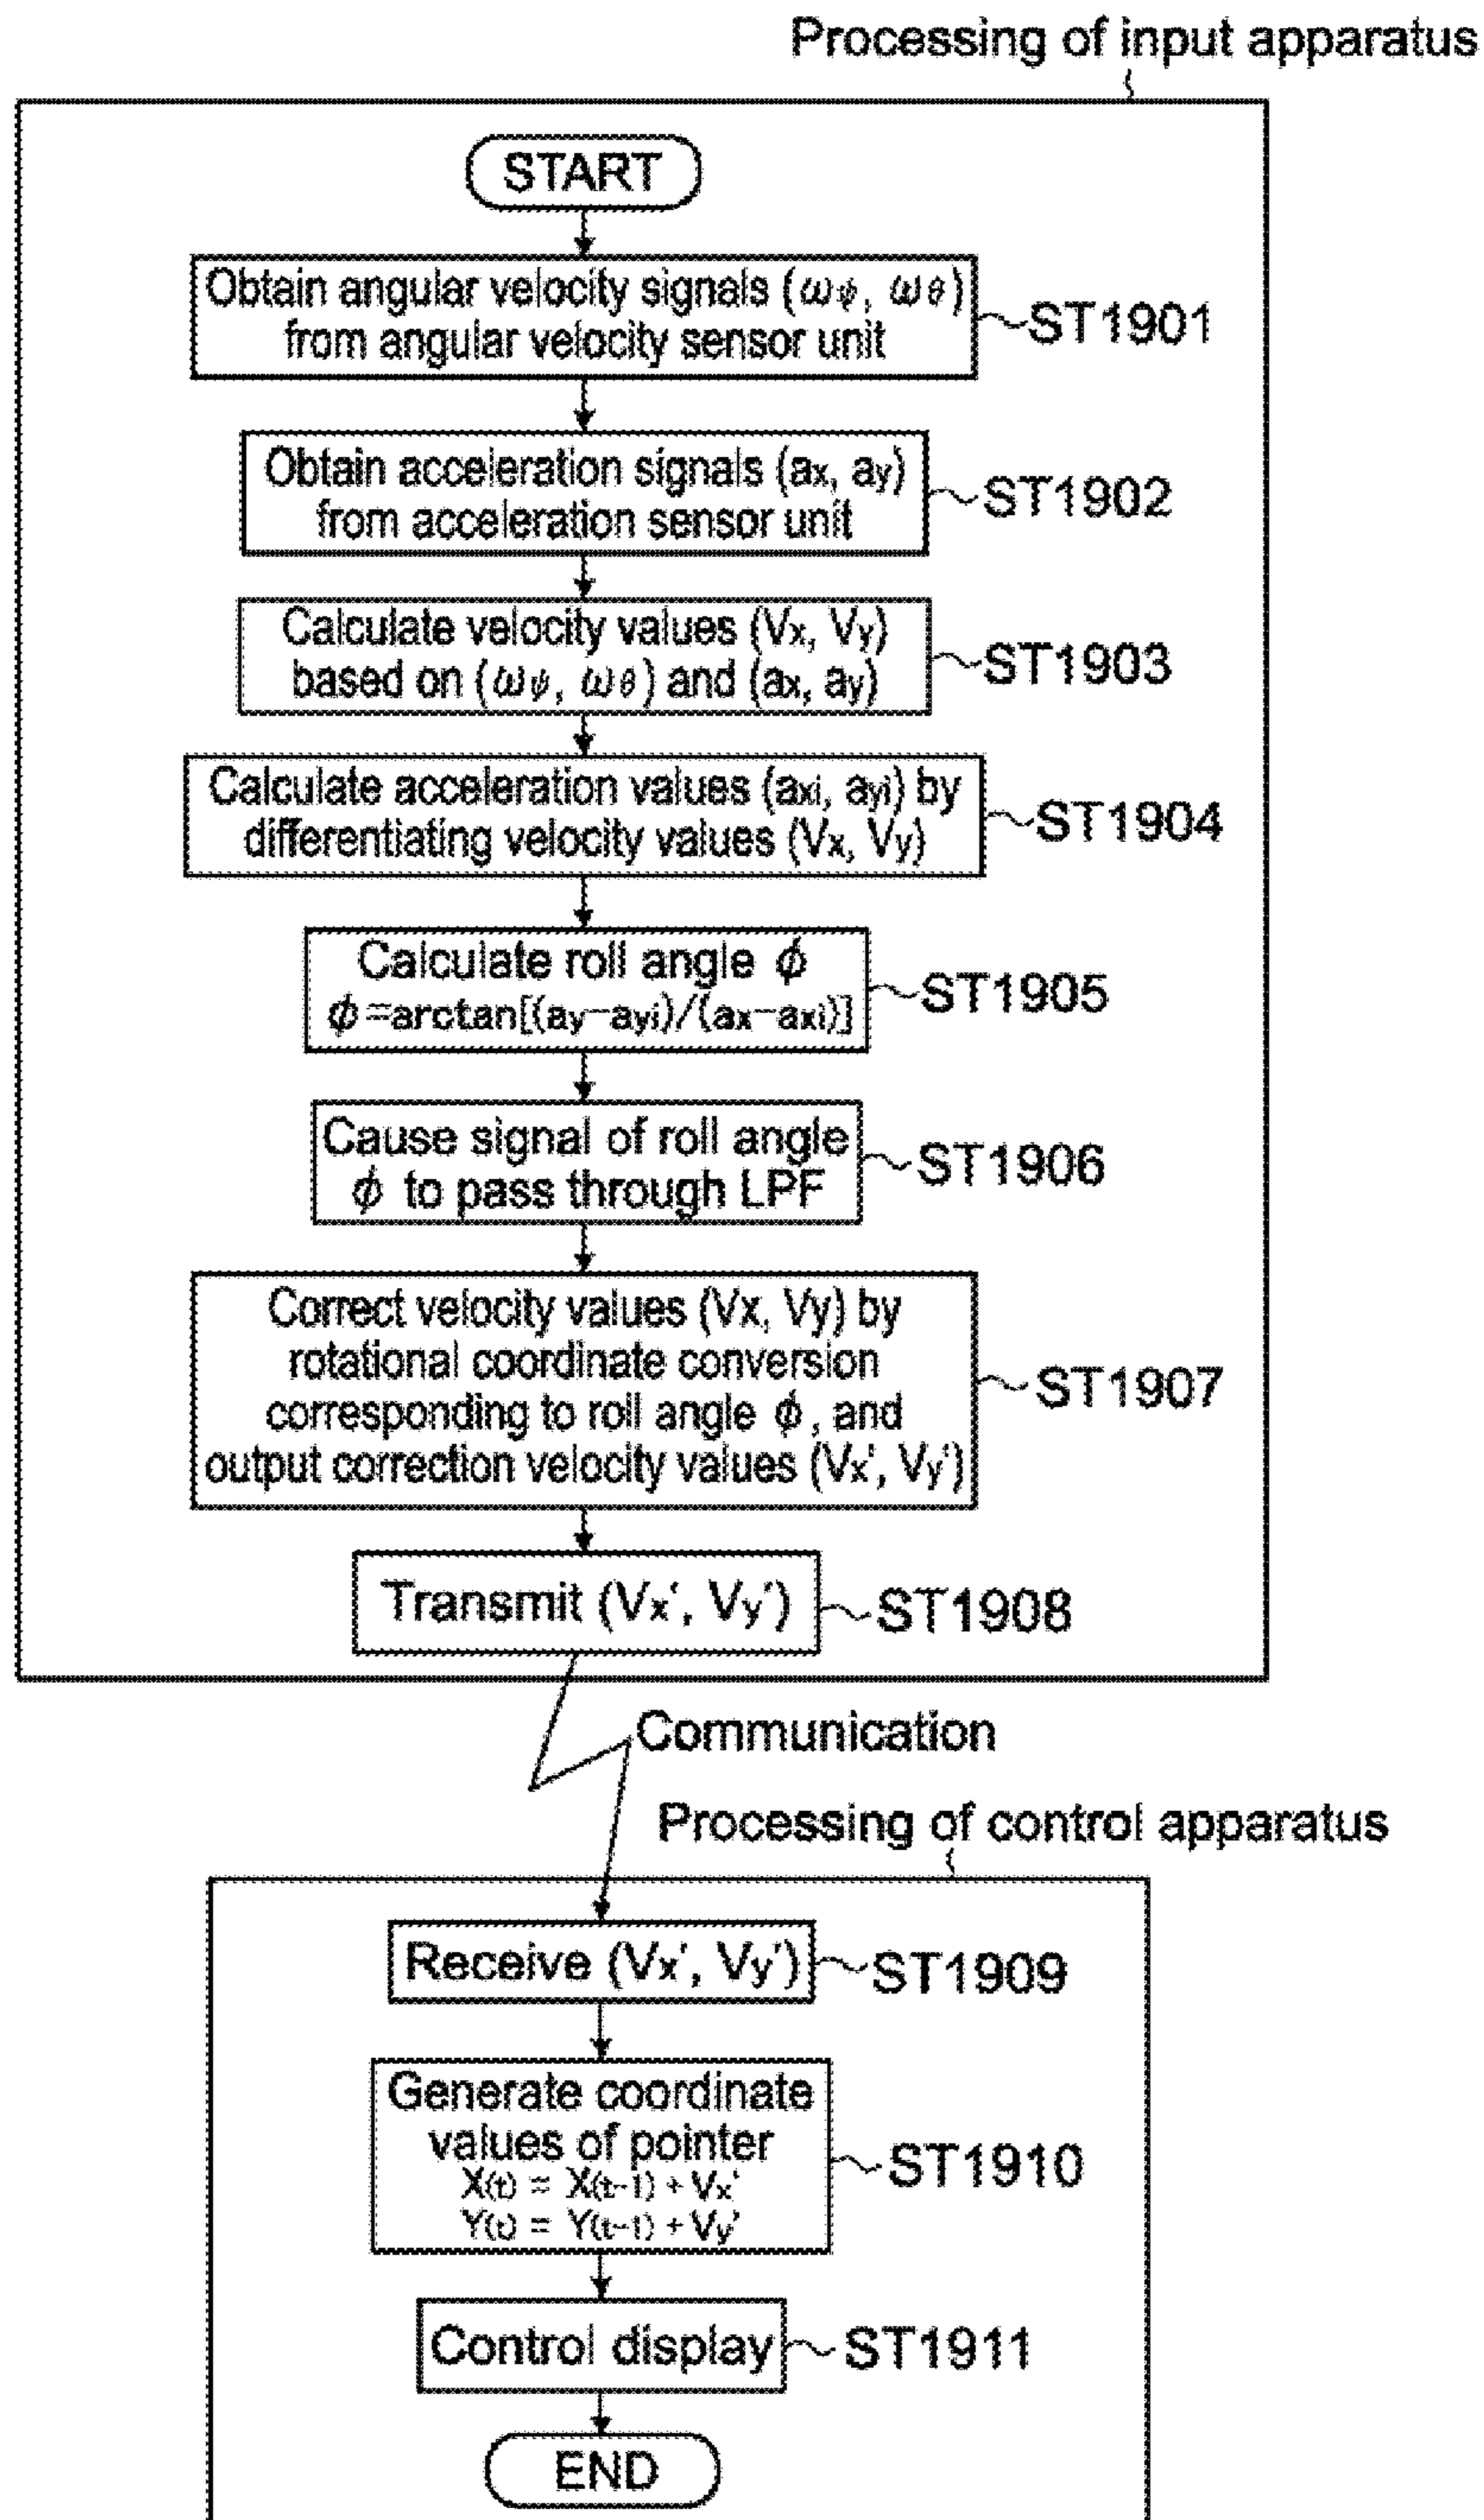 Processing of input apparatus
START
Obtain angular velocity signals (ωψ, ωθ)
from angular velocity sensor unit
ST1901
Obtain acceleration signals (ax, ay)
from acceleration sensor unit
ST1902
Calculate velocity values (Vx, Vy)
based on (ωψ, ωθ) and (ax, ay)
ST1903
Calculate acceleration values (axi, ayi) by
differentiating velocity values (Vx, Vy)
ST1904
Calculate roll angle ϕ
ϕ=arctan[(ay-ayi)/(ax-axi)]
ST1905
Cause signal of roll angle
ϕ to pass through LPF
ST1906
Correct velocity values (Vx, Vy) by
rotational coordinate conversion
corresponding to roll angle ϕ, and
output correction velocity values (Vx', Vy')
ST1907
Transmit (Vx', Vy')
ST1908
Communication
Processing of control apparatus
Receive (Vx', Vy')
ST1909
Generate coordinate
values of pointer
X(t) = X(t-1) + Vx'
Y(t) = Y(t-1) + Vy'
ST1910
Control display
ST1911
END